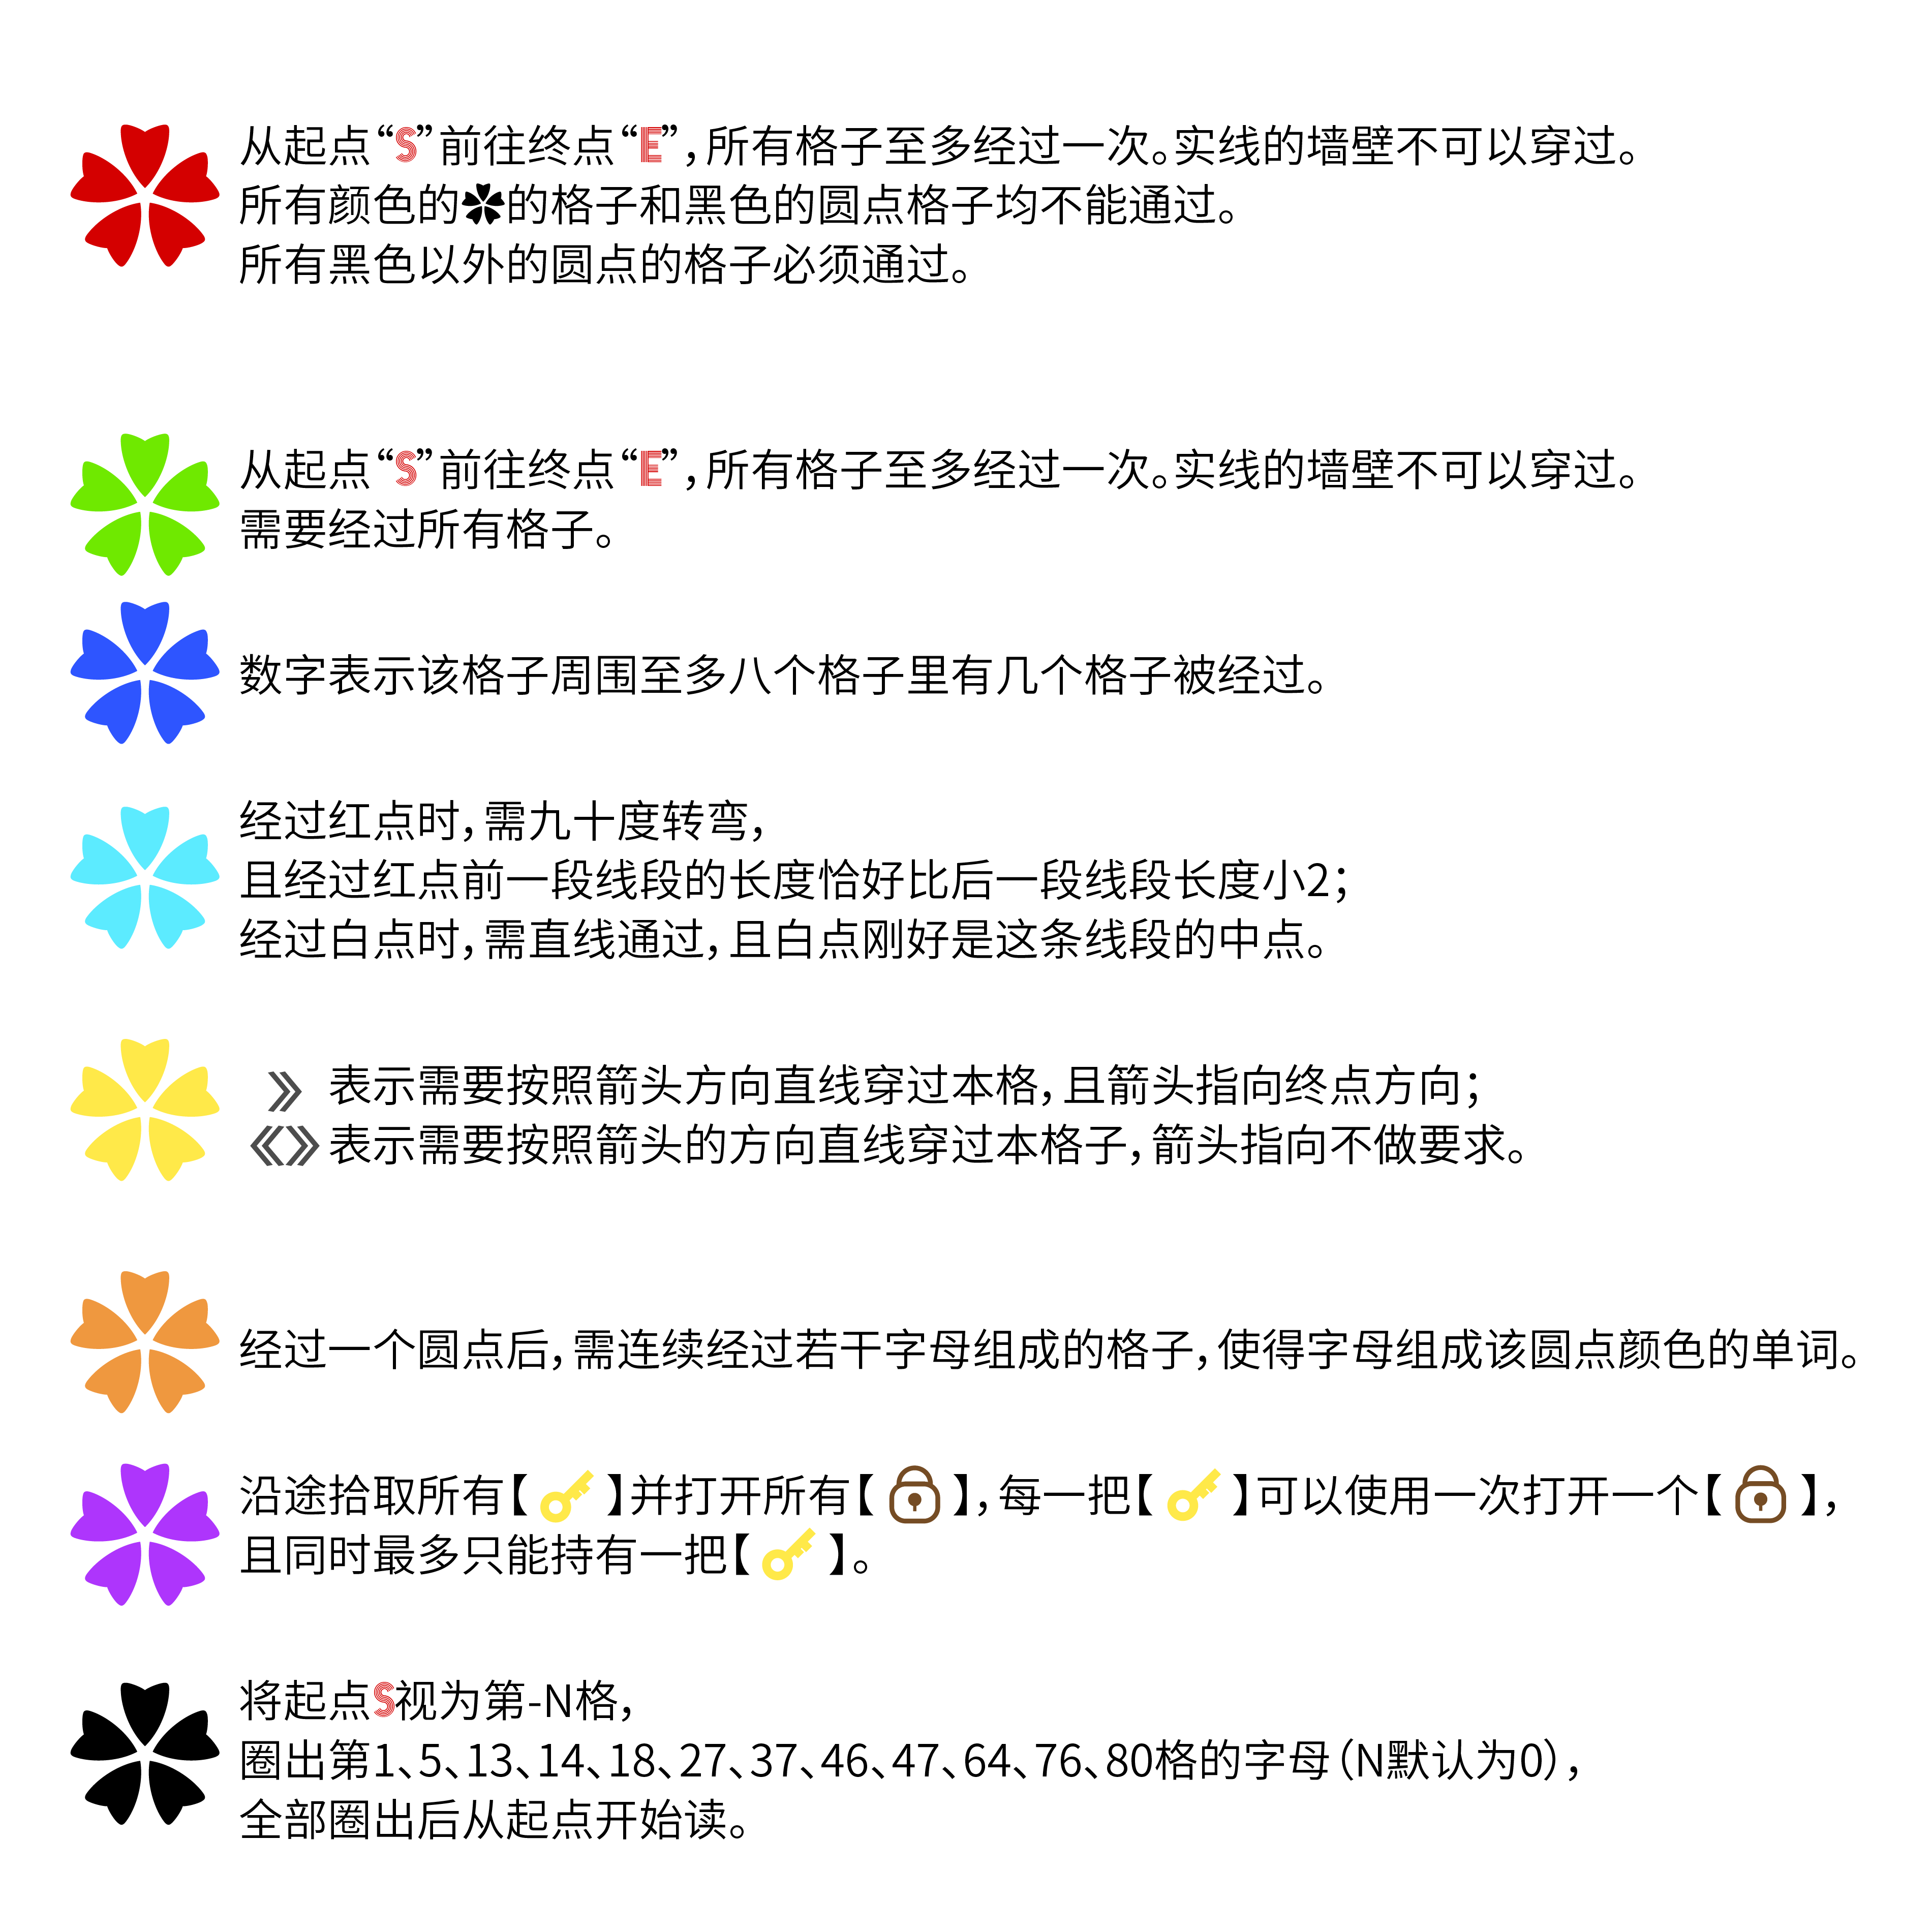 从起点“S”前往终点“E”，所有格子至多经过一次。实线的墙壁不可以穿过。
所有颜色的的格子和黑色的圆点格子均不能通过。
所有黑色以外的圆点的格子必须通过。
从起点“S”前往终点“E”，所有格子至多经过一次。实线的墙壁不可以穿过。
需要经过所有格子。
数字表示该格子周围至多八个格子里有几个格子被经过。
经过红点时，需九十度转弯，
且经过红点前一段线段的长度恰好比后一段线段长度小2；
经过白点时，需直线通过，且白点刚好是这条线段的中点。
表示需要按照箭头方向直线穿过本格，且箭头指向终点方向；
表示需要按照箭头的方向直线穿过本格子，箭头指向不做要求。
经过一个圆点后，需连续经过若干字母组成的格子，使得字母组成该圆点颜色的单词。
沿途拾取所有【】并打开所有【】，每一把【】可以使用一次打开一个【】，
且同时最多只能持有一把【】。
将起点S视为第-N格，
圈出第1、5、13、14、18、27、37、46、47、64、76、80格的字母（N默认为0），
全部圈出后从起点开始读。